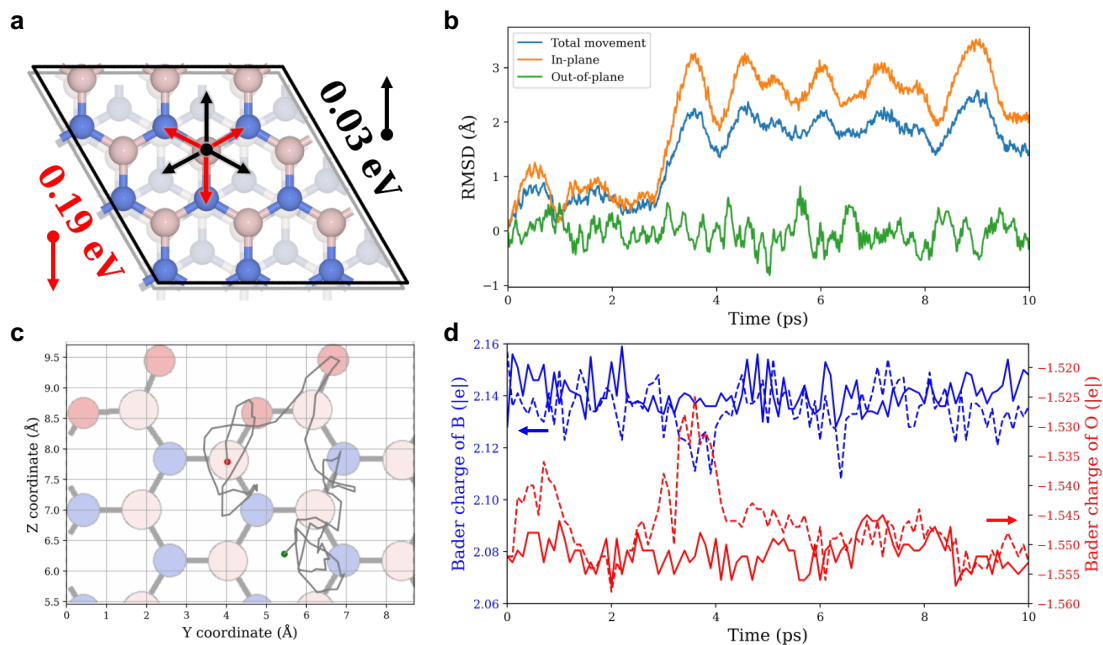 a
0.03 eV
0.19 eV
b
Total movement
In-plane
Out-of-plane
RMSD (Å)
3
2
1
0
−1
0 2 4 6 8 10
Time (ps)
c
Z coordinate (Å)
9.5
9.0
8.5
8.0
7.5
7.0
6.5
6.0
5.5
0 1 2 3 4 5 6 7 8
Y coordinate (Å)
d
Bader charge of B (|e|)
2.16
2.14
2.12
2.10
2.08
2.06
0 2 4 6 8 10
Time (ps)
−1.520
−1.525
−1.530
−1.535
−1.540
−1.545
−1.550
−1.555
−1.560
Bader charge of O (|e|)